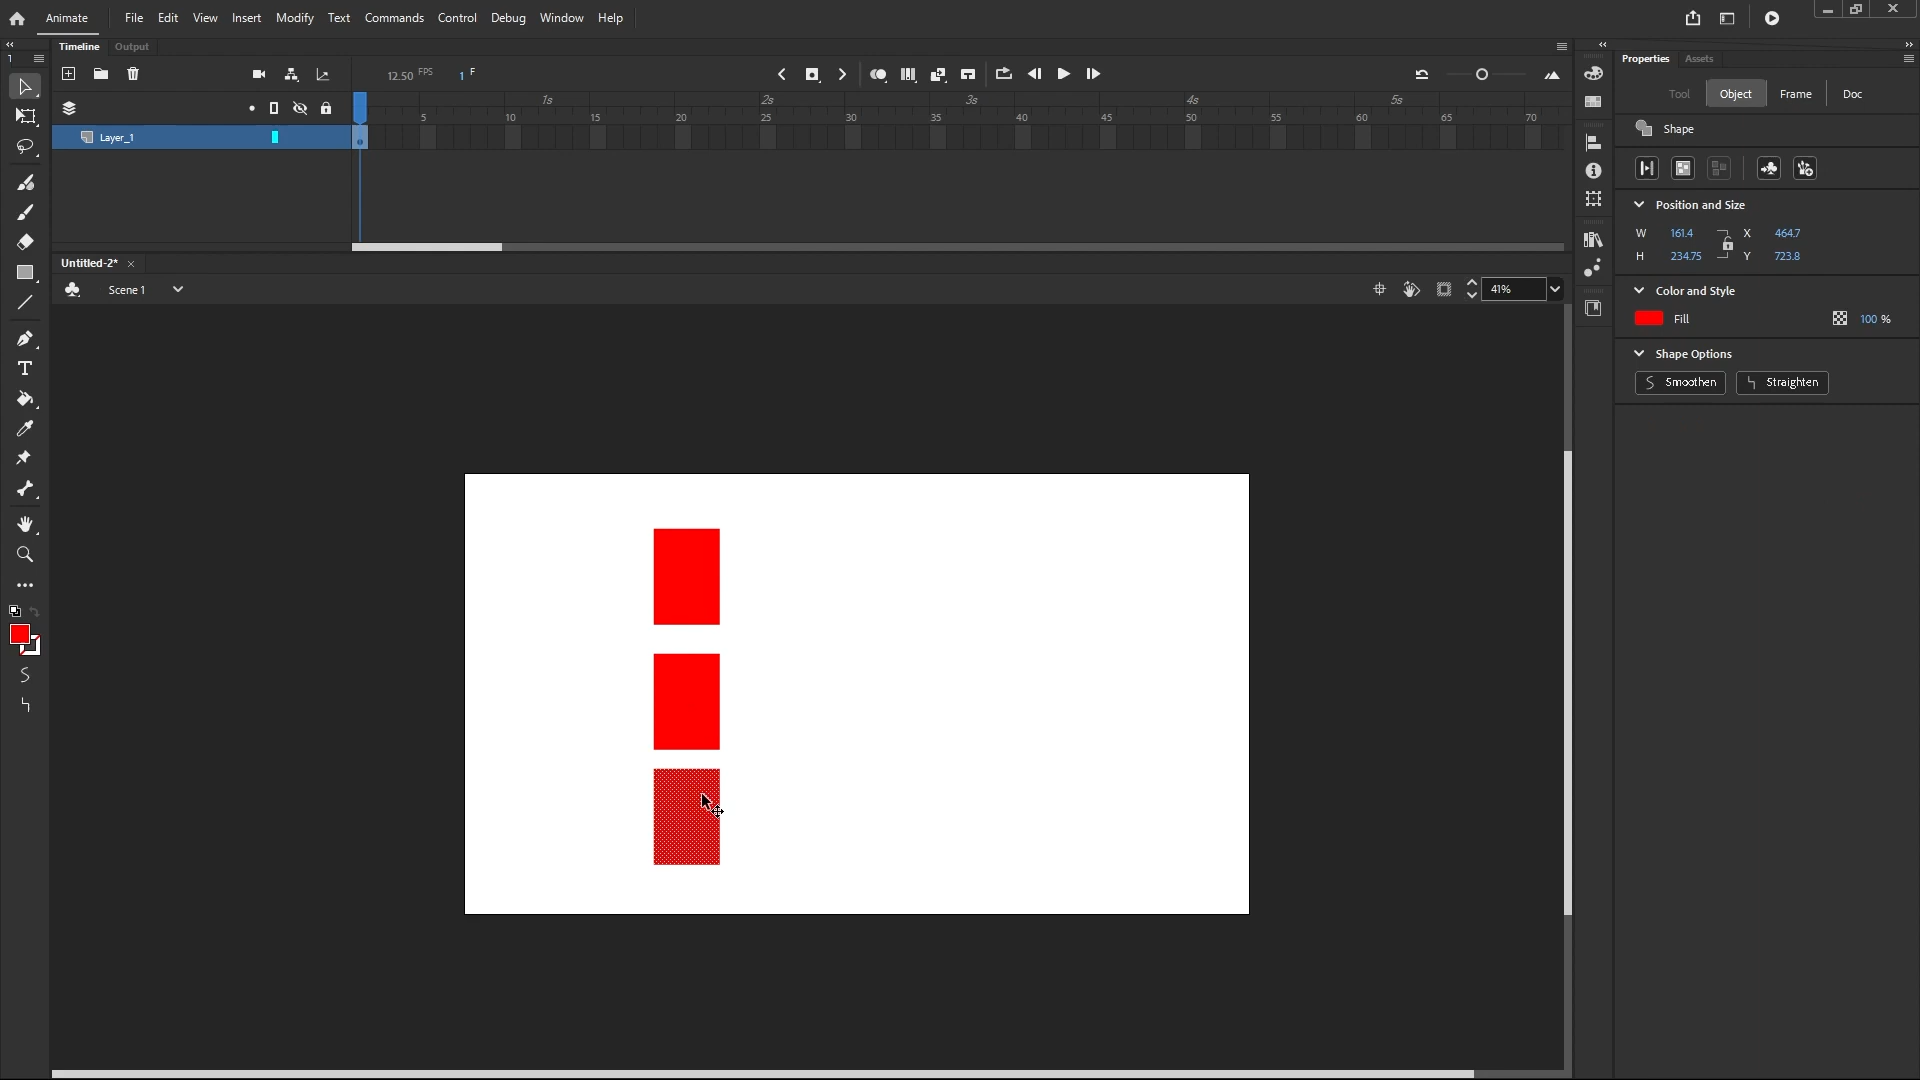 Animate File Edit View Insert Modify Text Commands Control Debug Window Help
Timeline Output
Properties Assets
12.50 FPS 1 F
Tool Object Frame Doc
1s 2s 3s 4s 5s
5 10 15 20 25 30 35 40 45 50 55 60 65 70
Layer_1
Shape
Position and Size
W 161.4 X 464.7
H 234.75 Y 723.8
Untitled-2*
Scene 1
41%
Color and Style
Fill 100 %
Shape Options
Smoothen Straighten